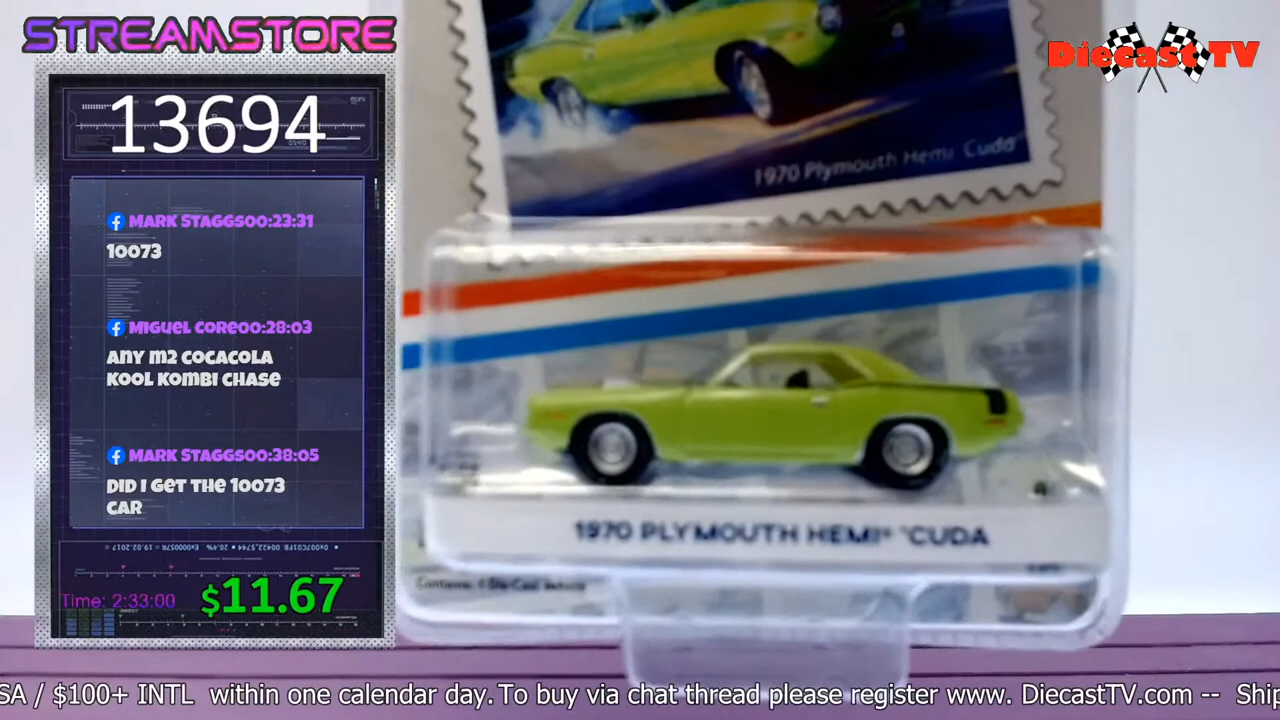 STREAMSTORE
13694
MARK STAGGS00:23:31
10073
MIGUEL CORE00:28:03
ANY M2 COCACOLA
KOOL KOMBI CHASE
MARK STAGGS00:38:05
DID I GET THE 10073
CAR
Time: 2:33:00
$11.67
Diecast TV
1970 Plymouth Hemi 'Cuda
1970 PLYMOUTH HEMI® 'CUDA
SA / $100+ INTL within one calendar day. To buy via chat thread please register www. DiecastTV.com -- Ship